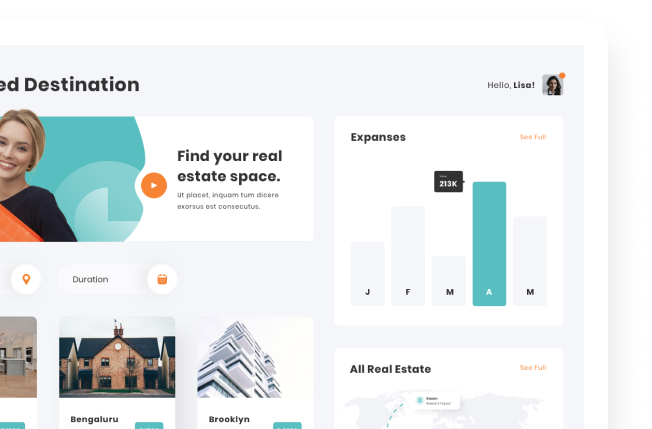 ed Destination
Hello, Lisa!
Find your real
estate space.
Ut placet, inquam tum dicere
exorsus est consecutus.
Expanses
See Full
213K
J
F
M
A
M
Duration
Bengaluru
Brooklyn
All Real Estate
See Full